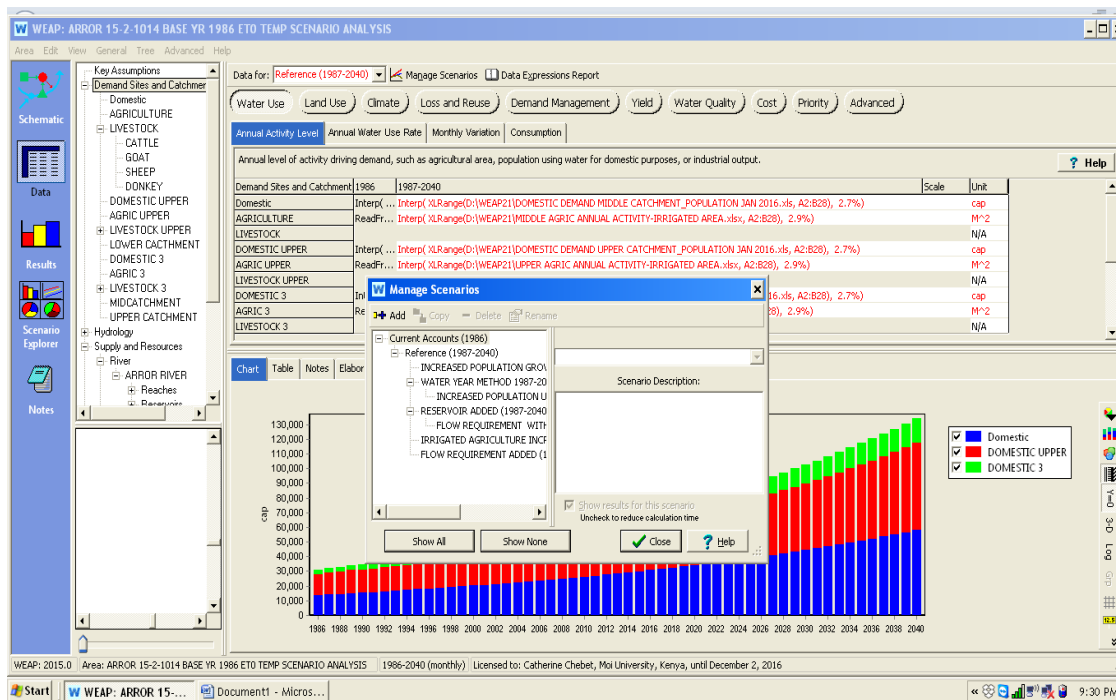 WEAP: ARROR 15-2-1014 BASE YR 1986 ET0 TEMP SCENARIO ANALYSIS
Area Edit View General Tree Advanced Help
Schematic
Data
Results
Scenario Explorer
Notes
Key Assumptions
Demand Sites and Catchmer
Domestic
AGRICULTURE
LIVESTOCK
CATTLE
GOAT
SHEEP
DONKEY
DOMESTIC UPPER
AGRIC UPPER
LIVESTOCK UPPER
LOWER CACTHMENT
DOMESTIC 3
AGRIC 3
LIVESTOCK 3
MIDCATCHMENT
UPPER CATCHMENT
Hydrology
Supply and Resources
River
ARROR RIVER
Reaches
Reservoirs
Data for: Reference (1987-2040) Manage Scenarios Data Expressions Report
Water Use Land Use Climate Loss and Reuse Demand Management Yield Water Quality Cost Priority Advanced
Annual Activity Level Annual Water Use Rate Monthly Variation Consumption
Annual level of activity driving demand, such as agricultural area, population using water for domestic purposes, or industrial output.
? Help
Demand Sites and Catchment 1986 1987-2040 Scale Unit
Domestic Interp( ... Interp( XLRange(D:\WEAP21\DOMESTIC DEMAND MIDDLE CATCHMENT_POPULATION JAN 2016.xls, A2:B28), 2.7%) cap
AGRICULTURE ReadFr... Interp( XLRange(D:\WEAP21\MIDDLE AGRIC ANNUAL ACTIVITY-IRRIGATED AREA.xlsx, A2:B28), 2.9%) M^2
LIVESTOCK N/A
DOMESTIC UPPER Interp( ... Interp( XLRange(D:\WEAP21\DOMESTIC DEMAND UPPER CATCHMENT_POPULATION JAN 2016.xls, A2:B28), 2.7%) cap
AGRIC UPPER ReadFr... Interp( XLRange(D:\WEAP21\UPPER AGRIC ANNUAL ACTIVITY-IRRIGATED AREA.xlsx, A2:B28), 2.9%) M^2
LIVESTOCK UPPER N/A
DOMESTIC 3 16.xls, A2:B28), 2.7%) cap
AGRIC 3 Re 28), 2.9%) M^2
LIVESTOCK 3 N/A
Manage Scenarios
Add Copy Delete Rename
Current Accounts (1986)
Reference (1987-2040)
INCREASED POPULATION GROW
WATER YEAR METHOD 1987-20
INCREASED POPULATION U
RESERVOIR ADDED (1987-2040
FLOW REQUIREMENT WITH
IRRIGATED AGRICULTURE INCF
FLOW REQUIREMENT ADDED (1
Scenario Description:
Show results for this scenario
Uncheck to reduce calculation time
Show All Show None Close ? Help
Chart Table Notes Elabor
130,000
120,000
110,000
100,000
90,000
80,000
70,000
60,000
50,000
40,000
30,000
20,000
10,000
0
cap
1986 1988 1990 1992 1994 1996 1998 2000 2002 2004 2006 2008 2010 2012 2014 2016 2018 2020 2022 2024 2026 2028 2030 2032 2034 2036 2038 2040
Domestic
DOMESTIC UPPER
DOMESTIC 3
Y=0
3-D
Log
Grp
12.5
WEAP: 2015.0 Area: ARROR 15-2-1014 BASE YR 1986 ET0 TEMP SCENARIO ANALYSIS 1986-2040 (monthly) Licensed to: Catherine Chebet, Moi University, Kenya, until December 2, 2016
Start WEAP: ARROR 15-... Document1 - Micros... 9:30 PM